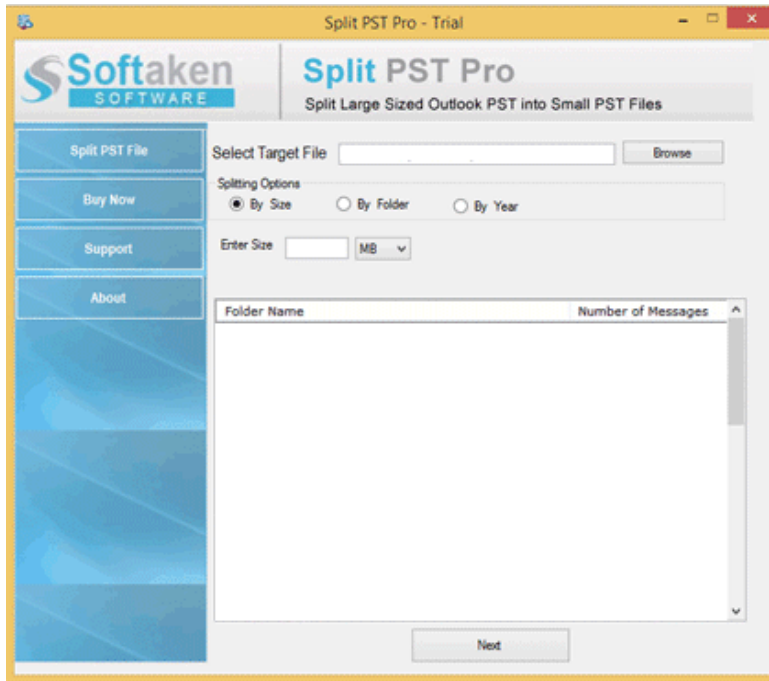 Split PST Pro - Trial
Softaken
SOFTWARE
Split PST Pro
Split Large Sized Outlook PST into Small PST Files
Split PST File
Select Target File
Browse
Buy Now
Splitting Options
By Size
By Folder
By Year
Support
Enter Size
MB
About
Folder Name
Number of Messages
Next